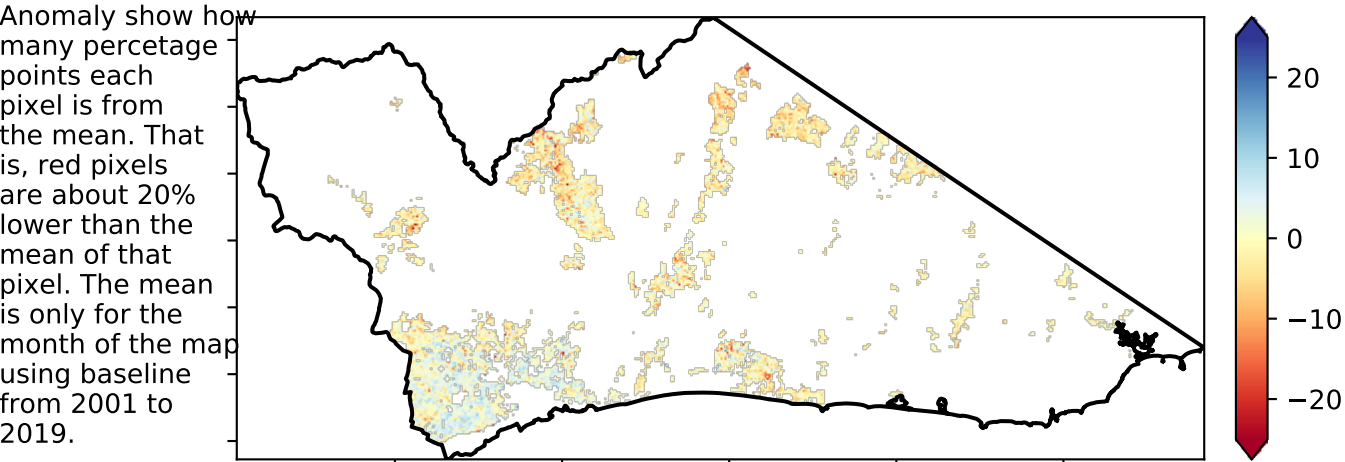 Anomaly show how
many percetage
points each
pixel is from
the mean. That
is, red pixels
are about 20%
lower than the
mean of that
pixel. The mean
is only for the
month of the map
using baseline
from 2001 to
2019.
20
10
0
−10
−20